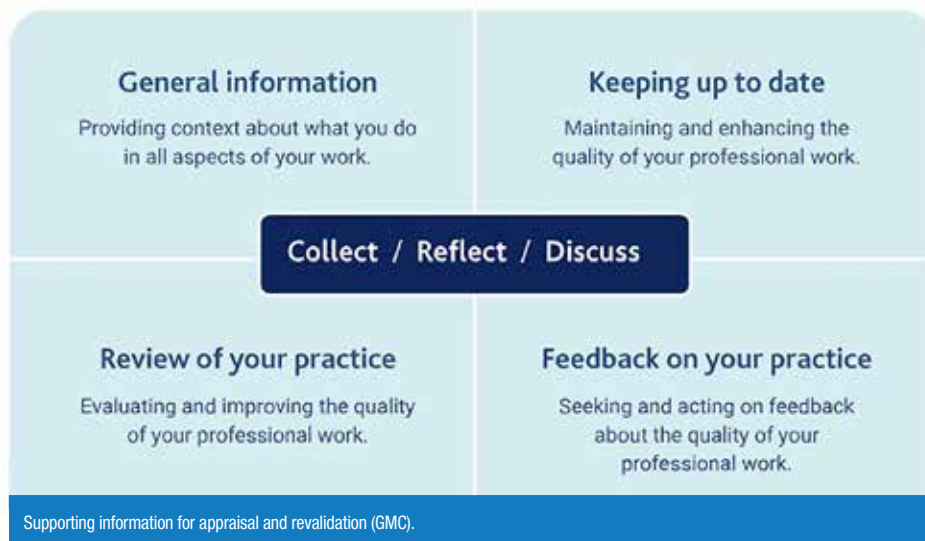 General information
Providing context about what you do
in all aspects of your work.
Keeping up to date
Maintaining and enhancing the
quality of your professional work.
Collect / Reflect / Discuss
Review of your practice
Evaluating and improving the quality
of your professional work.
Feedback on your practice
Seeking and acting on feedback
about the quality of your
professional work.
Supporting information for appraisal and revalidation (GMC).